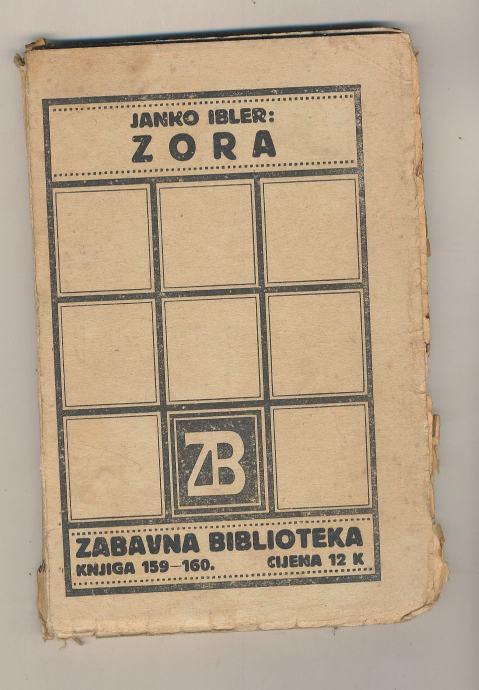 JANKO IBLER:
ZORA
ZB
ZABAVNA BIBLIOTEKA
KNJIGA 159-160. CIJENA 12 K